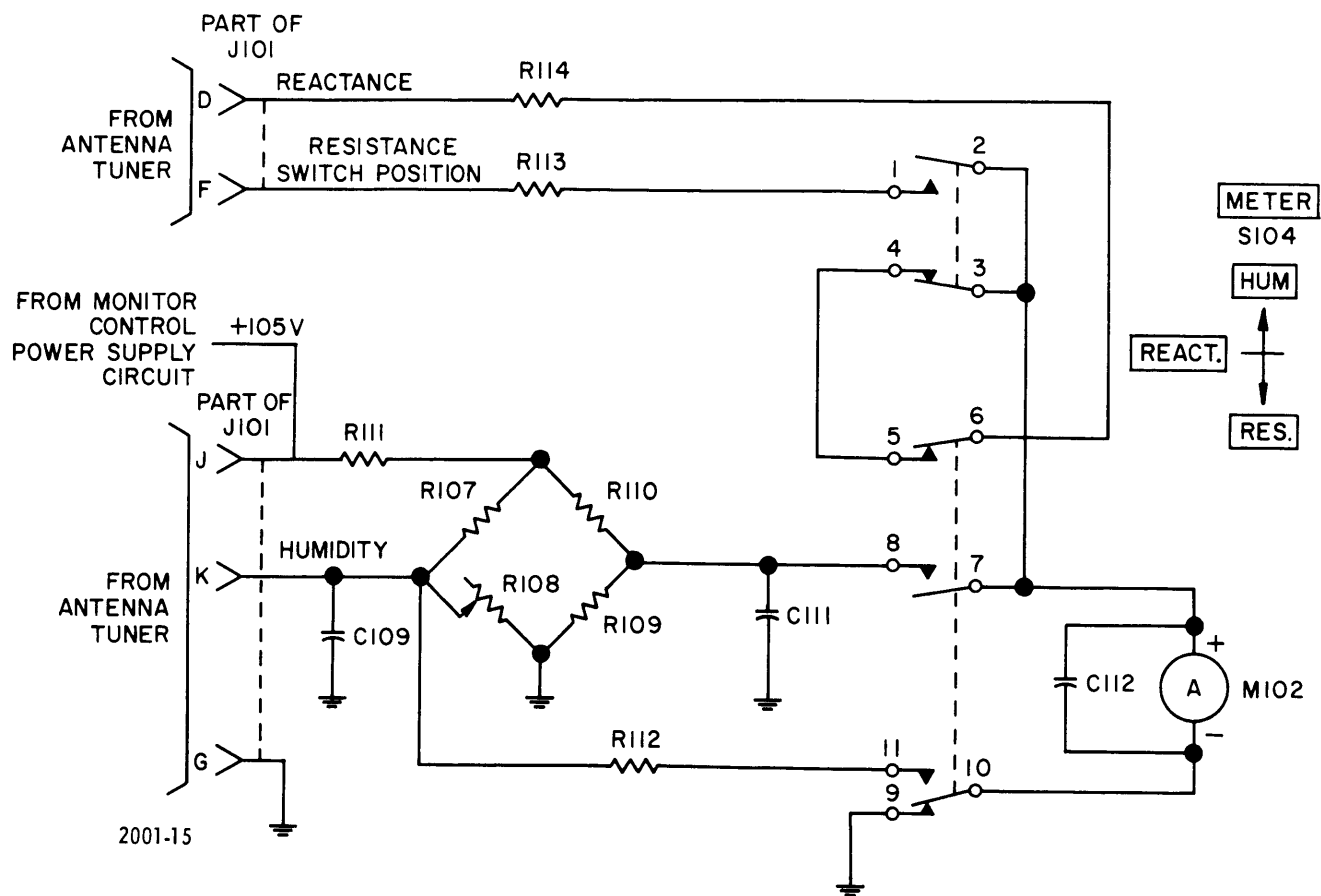 PART OF
J101
D
REACTANCE
R114
FROM
ANTENNA
TUNER
F
RESISTANCE
SWITCH POSITION
R113
1
2
4
3
METER
S104
HUM
REACT.
RES.
FROM MONITOR
CONTROL
POWER SUPPLY
CIRCUIT
+105V
PART OF
J101
J
R111
R107
R110
5
6
FROM
ANTENNA
TUNER
K
HUMIDITY
R108
R109
C109
C111
8
7
C112
+
A
M102
-
G
R112
11
10
9
2001-15